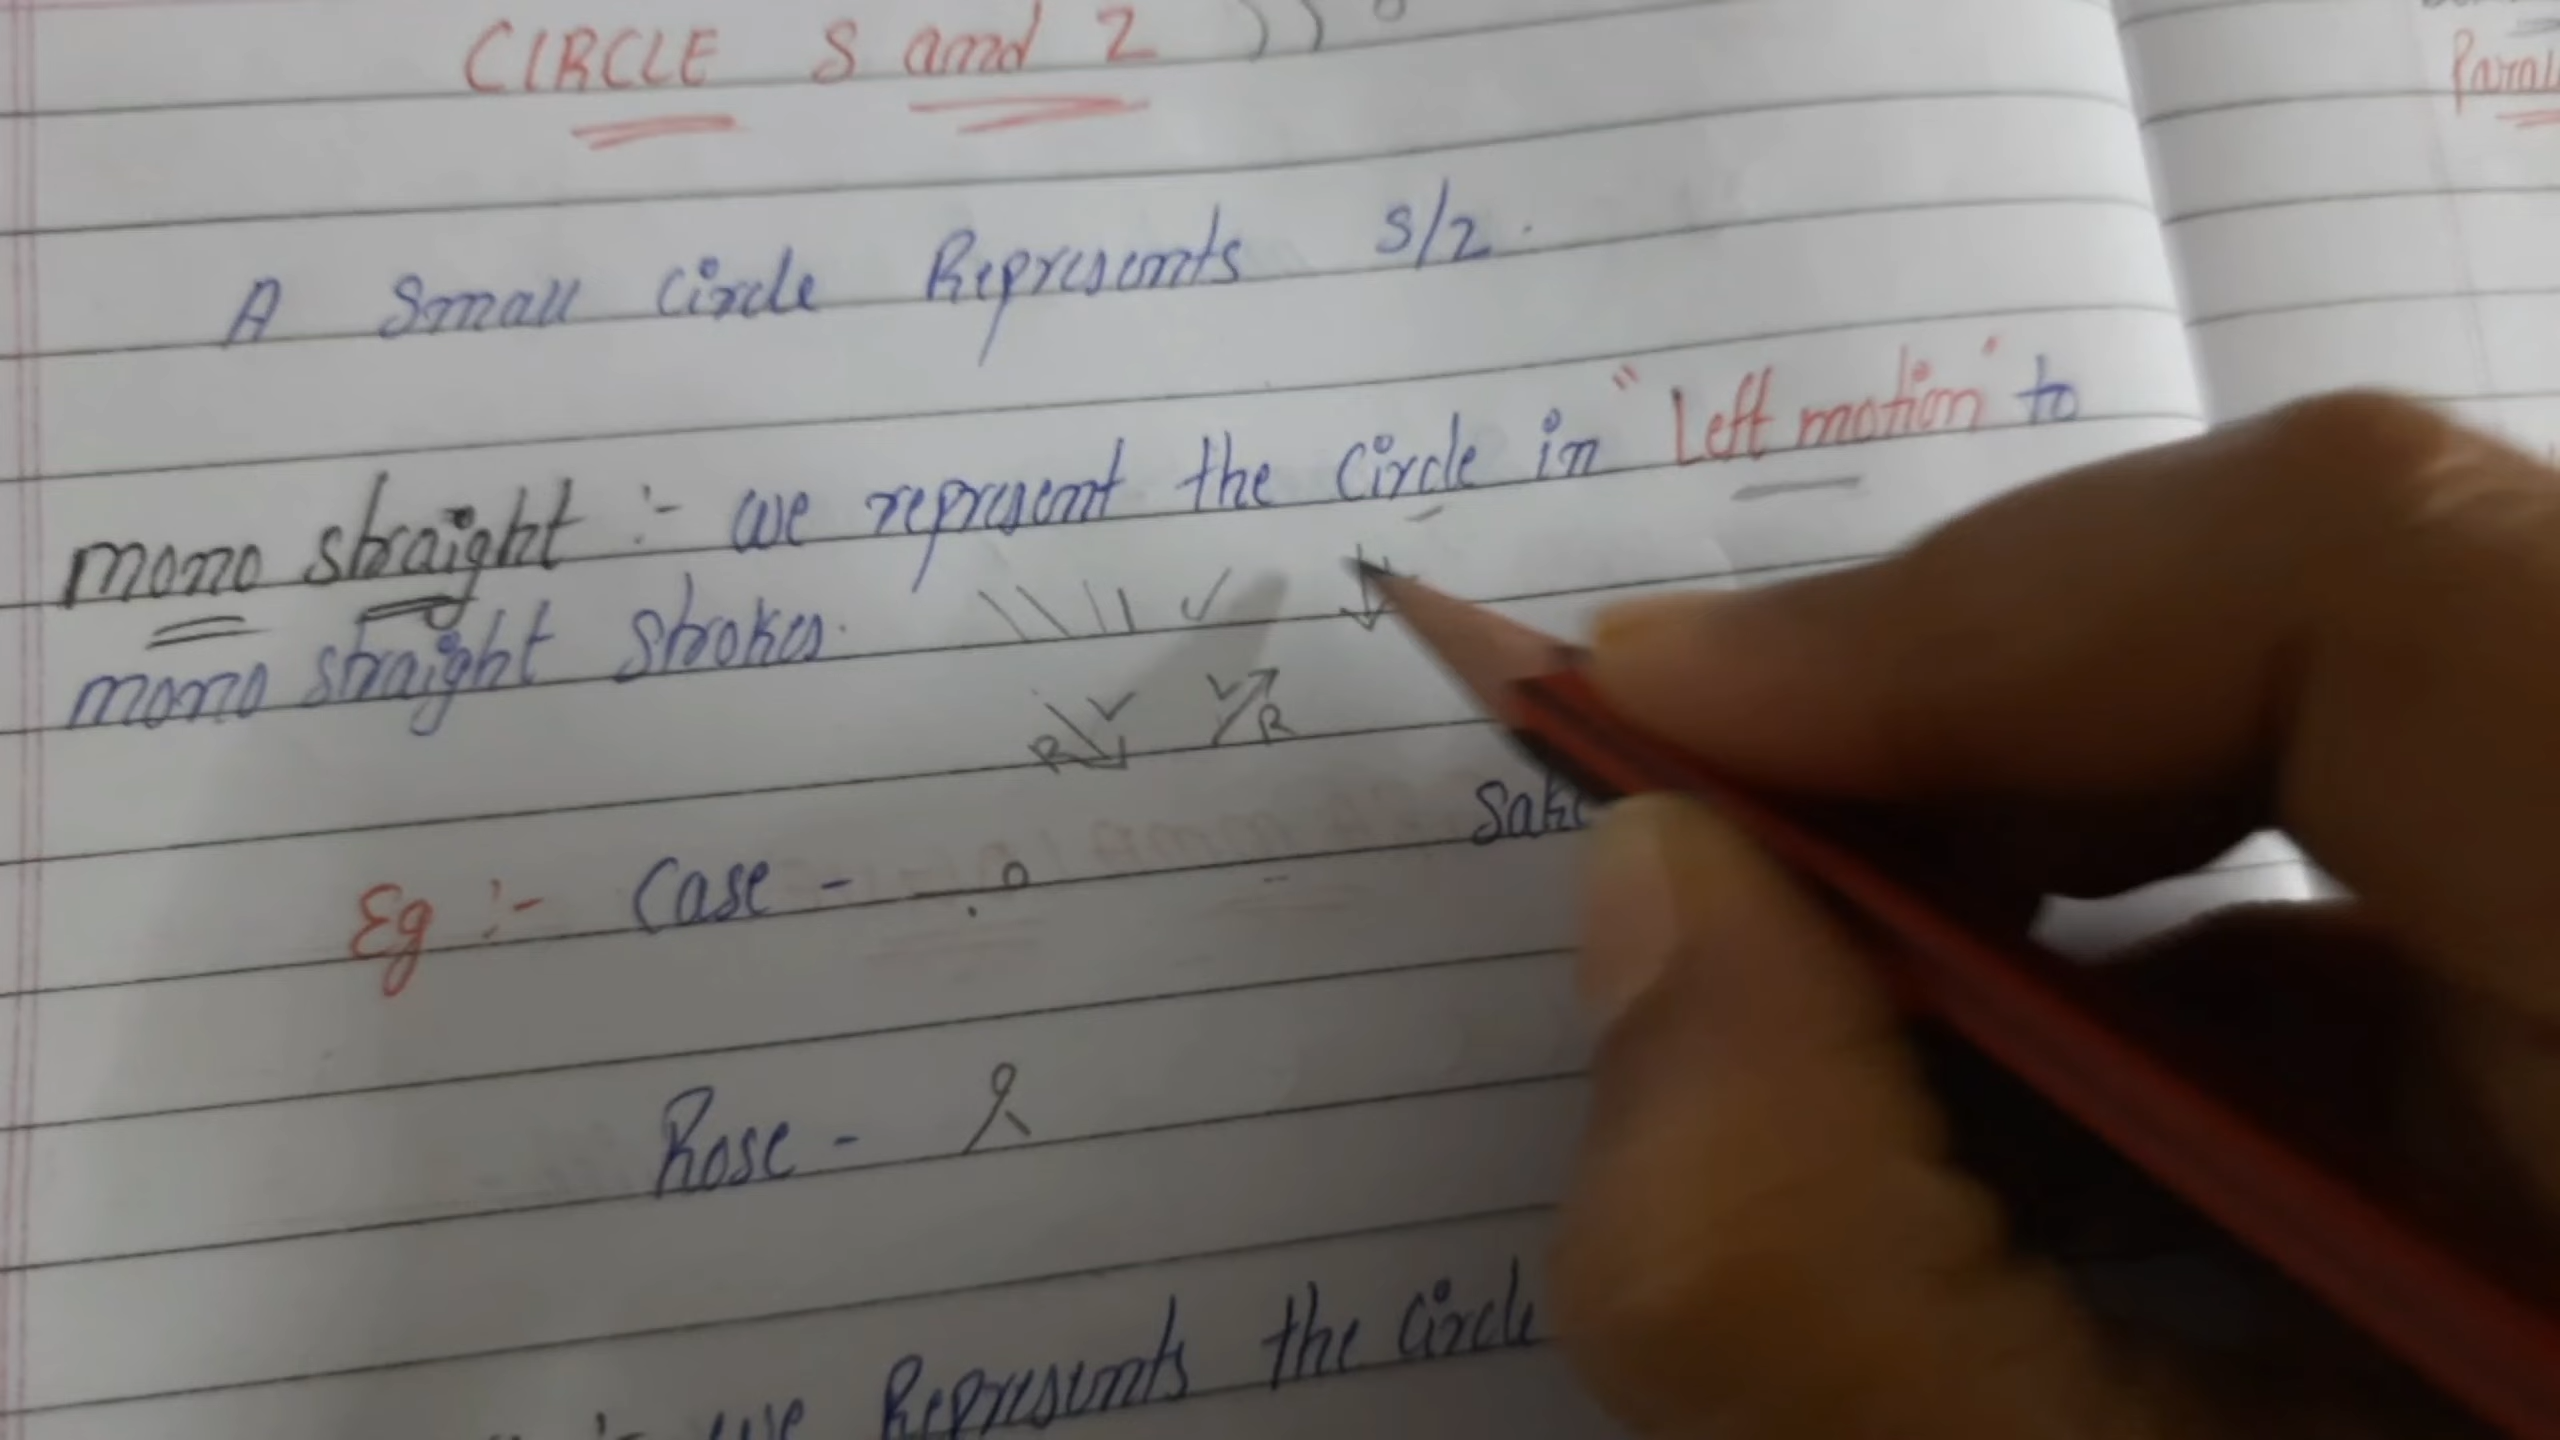 CIRCLE S and Z
A Small Circle Represents S/Z.
mono straight :- we represent the Circle in "Left motion" to
mono straight Strokes.
R R
Eg :- Case -
Rose -
we Represents the Circle